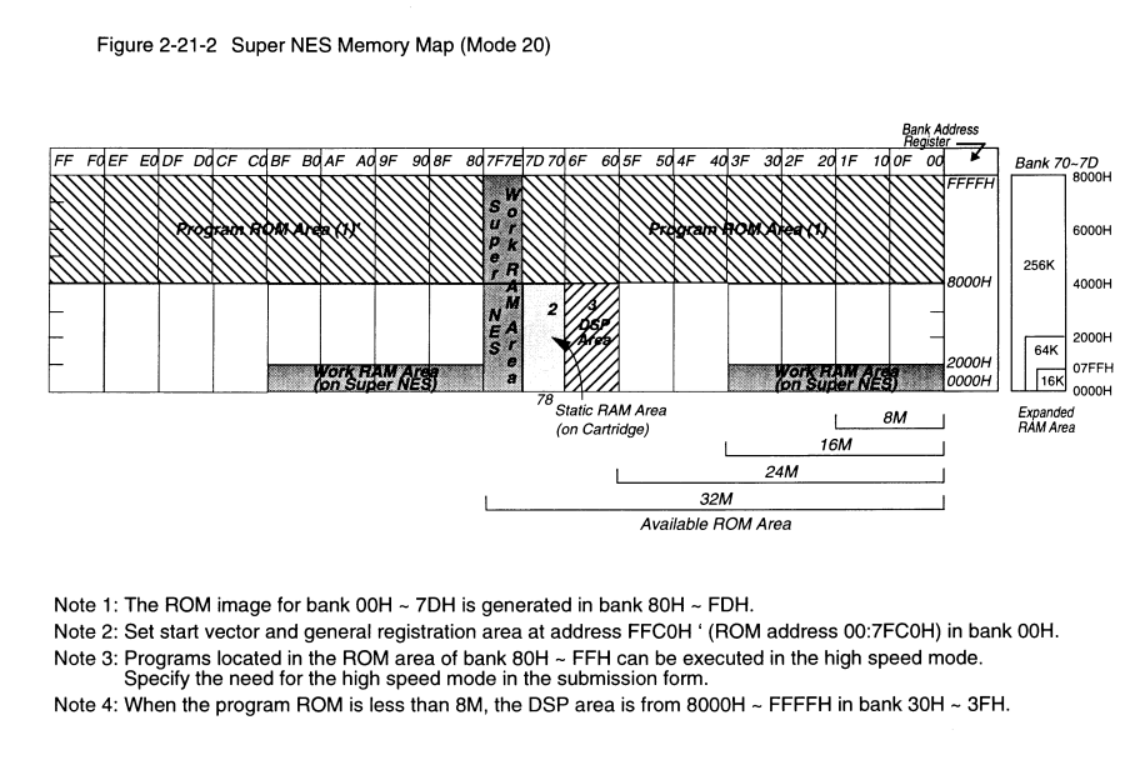 Figure 2-21-2 Super NES Memory Map (Mode 20)
Bank Address
Register
FF F0 EF E0 DF D0 CF C0 BF B0 AF A0 9F 90 8F 80 7F 7E 7D 70 6F 60 5F 50 4F 40 3F 30 2F 20 1F 10 0F 00
Bank 70~7D
FFFFH
8000H
Program ROM Area (1)'
Super NES
Work RAM Area
Program ROM Area (1)
6000H
256K
8000H
4000H
2
3
DSP
Area
2000H
64K
Work RAM Area
(on Super NES)
Work RAM Area
(on Super NES)
2000H
0000H
07FFH
16K
0000H
78
Static RAM Area
(on Cartridge)
Expanded
RAM Area
8M
16M
24M
32M
Available ROM Area
Note 1: The ROM image for bank 00H ~ 7DH is generated in bank 80H ~ FDH.
Note 2: Set start vector and general registration area at address FFC0H ‘ (ROM address 00:7FC0H) in bank 00H.
Note 3: Programs located in the ROM area of bank 80H ~ FFH can be executed in the high speed mode.
Specify the need for the high speed mode in the submission form.
Note 4: When the program ROM is less than 8M, the DSP area is from 8000H ~ FFFFH in bank 30H ~ 3FH.